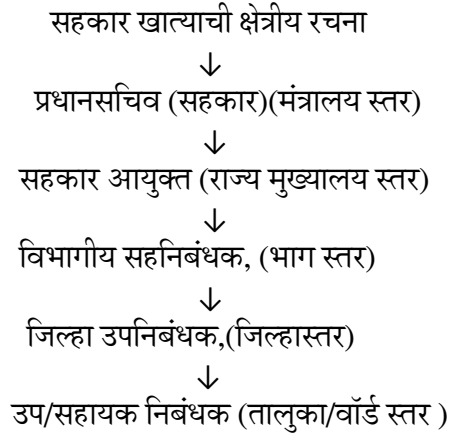 सहकार खात्याची क्षेत्रीय रचना
↓
प्रधानसचिव (सहकार)(मंत्रालय स्तर)
↓
सहकार आयुक्त (राज्य मुख्यालय स्तर)
↓
विभागीय सहनिबंधक, (भाग स्तर)
↓
जिल्हा उपनिबंधक,(जिल्हास्तर)
↓
उप/सहायक निबंधक (तालुका/वॉर्ड स्तर )